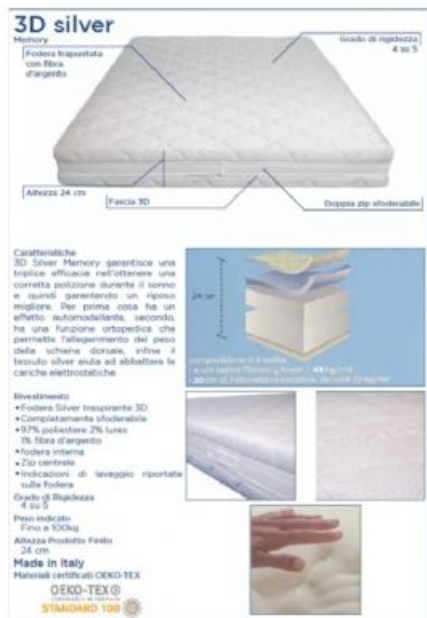 3D silver
Memory
Fodera trapuntata
con fibra
d'argento
Grado di rigidezza
4 su 5
Altezza 24 cm
Fascia 3D
Doppia zip sfoderabile
Caratteristiche
3D Silver Memory garantisce una
triplice efficacia nell'ottenere una
corretta polizione durante il sonno
e quindi garantendo un riposo
migliore. Per prima cosa ha un
effetto automodellante, secondo,
ha una funzione ortopedica che
permette l'allegerimento del peso
della schiena dorsale, infine il
tessuto silver aiuta ad abbattere le
cariche elettrostatiche
24 cm
Rivestimento
•Fodera Silver traspirante 3D
•Completamente sfoderabile
•97% poliestere 2% lurex
1% fibra d'argento
•fodera interna
•Zip centrale
•Indicazioni di lavaggio riportate
sulla fodera
Grado di Rigidezza
4 su 5
Peso indicato
Fino a 100kg
Altezza Prodotto Finito
24 cm
Made in Italy
Materiali certificati OEKO-TEX
OEKO-TEX®
STANDARD 100